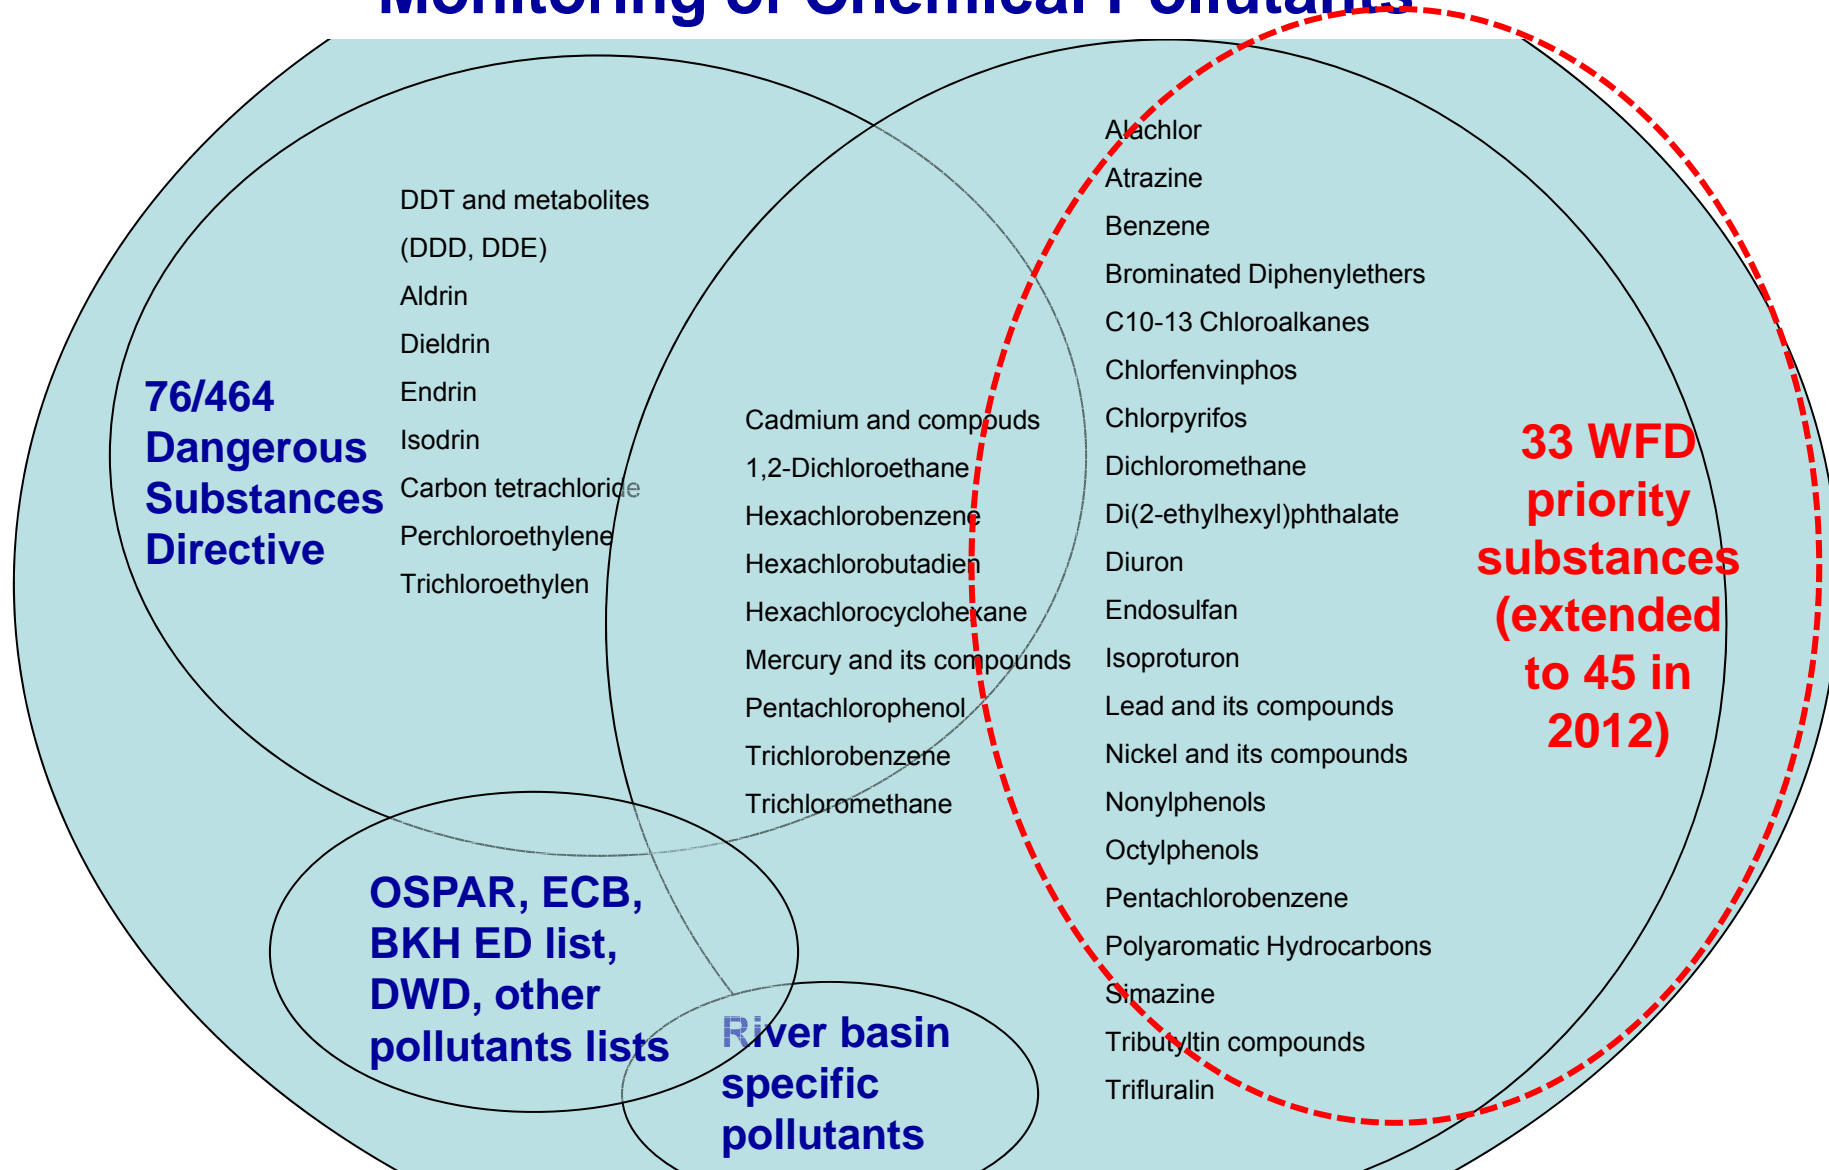 Monitoring of Chemical Pollutants
76/464
Dangerous
Substances
Directive
DDT and metabolites
(DDD, DDE)
Aldrin
Dieldrin
Endrin
Isodrin
Carbon tetrachloride
Perchloroethylene
Trichloroethylen
Cadmium and compouds
1,2-Dichloroethane
Hexachlorobenzene
Hexachlorobutadien
Hexachlorocyclohexane
Mercury and its compounds
Pentachlorophenol
Trichlorobenzene
Trichloromethane
Alachlor
Atrazine
Benzene
Brominated Diphenylethers
C10-13 Chloroalkanes
Chlorfenvinphos
Chlorpyrifos
Dichloromethane
Di(2-ethylhexyl)phthalate
Diuron
Endosulfan
Isoproturon
Lead and its compounds
Nickel and its compounds
Nonylphenols
Octylphenols
Pentachlorobenzene
Polyaromatic Hydrocarbons
Simazine
Tributyltin compounds
Trifluralin
33 WFD
priority
substances
(extended
to 45 in
2012)
OSPAR, ECB,
BKH ED list,
DWD, other
pollutants lists
River basin
specific
pollutants